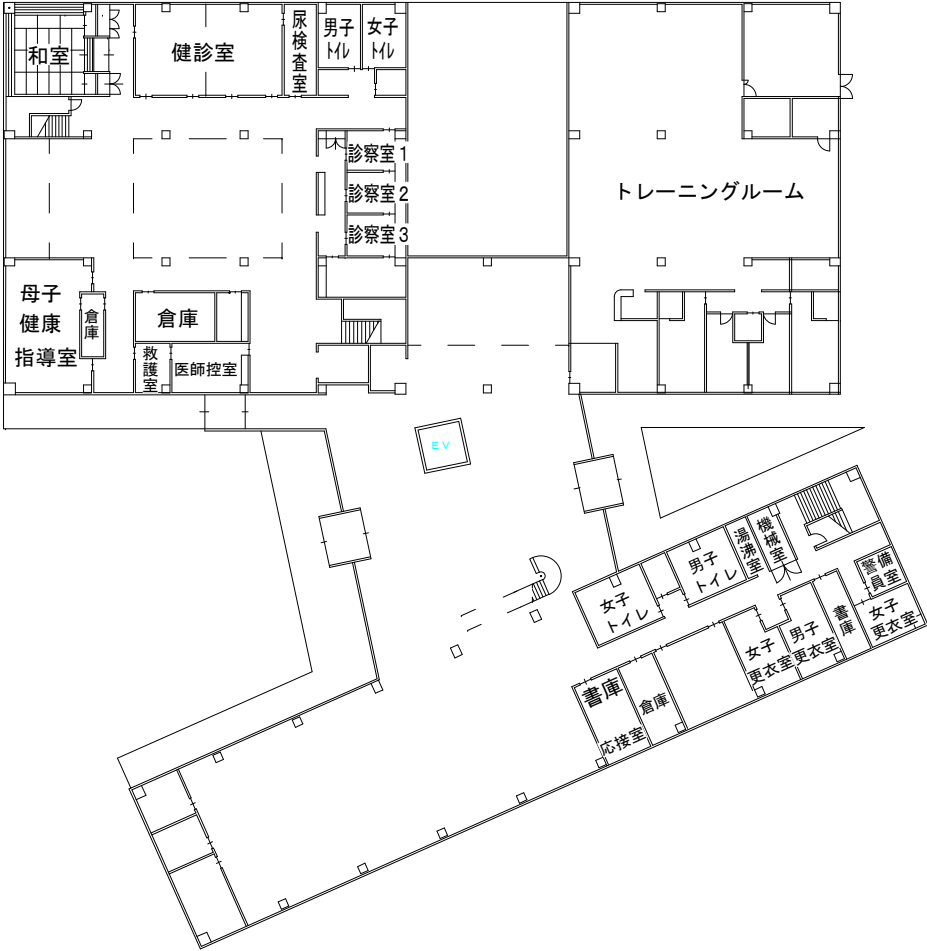 和室
健診室
尿検査室
男子
トイレ
女子
トイレ
診察室1
診察室2
診察室3
トレーニングルーム
母子
健康
指導室
倉庫
倉庫
救護室
医師控室
EV
女子
トイレ
男子
トイレ
湯沸室
機械室
警備
員室
女子
更衣室
書庫
男子
更衣室
女子
更衣室
書庫
倉庫
応接室